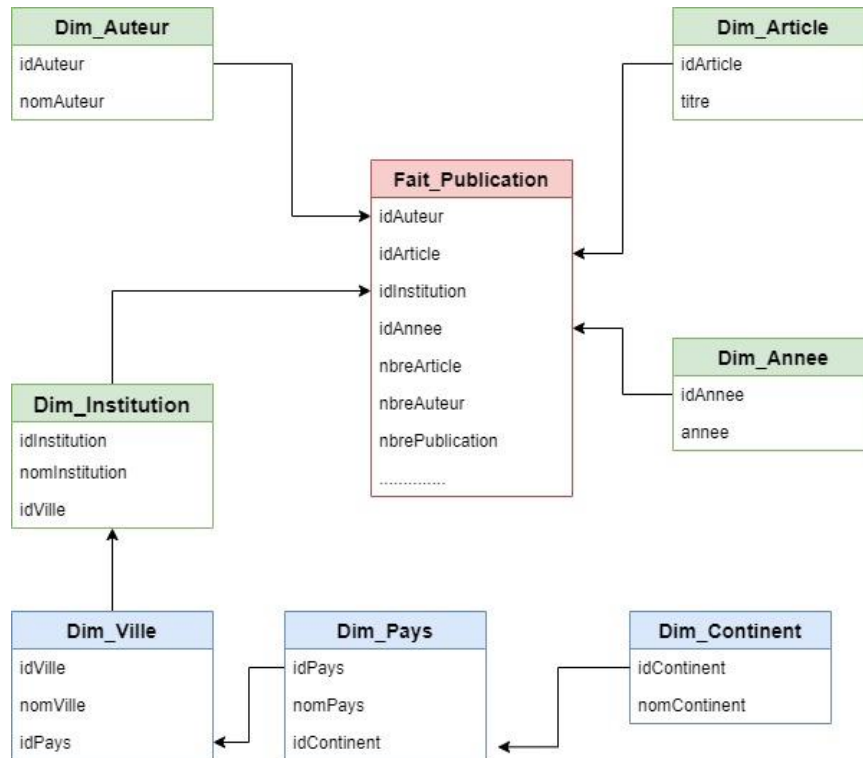 Dim_Auteur
idAuteur
nomAuteur
Dim_Article
idArticle
titre
Fait_Publication
idAuteur
idArticle
idInstitution
idAnnee
nbreArticle
nbreAuteur
nbrePublication
..............
Dim_Annee
idAnnee
annee
Dim_Institution
idInstitution
nomInstitution
idVille
Dim_Ville
idVille
nomVille
idPays
Dim_Pays
idPays
nomPays
idContinent
Dim_Continent
idContinent
nomContinent